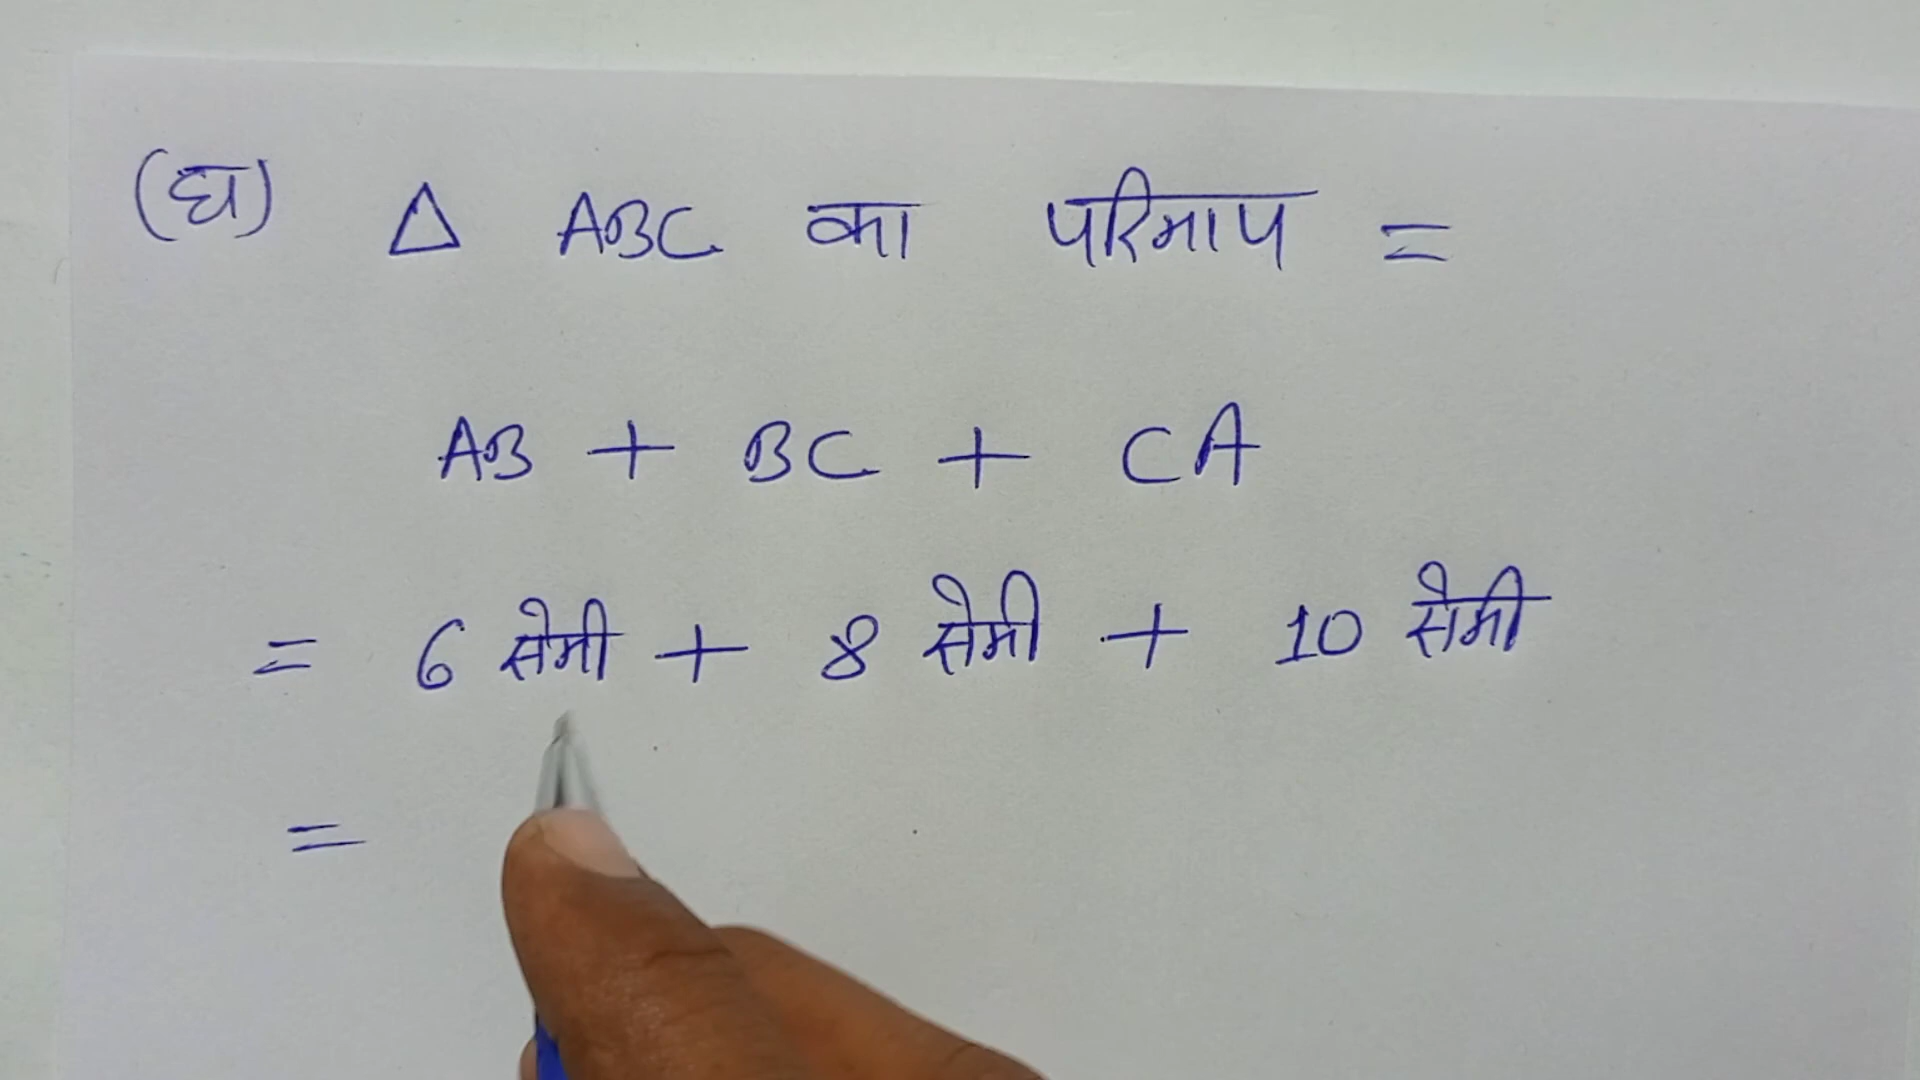 (घ) △ ABC का परिमाप =
AB + BC + CA
= 6 सेमी + 8 सेमी + 10 सेमी
=